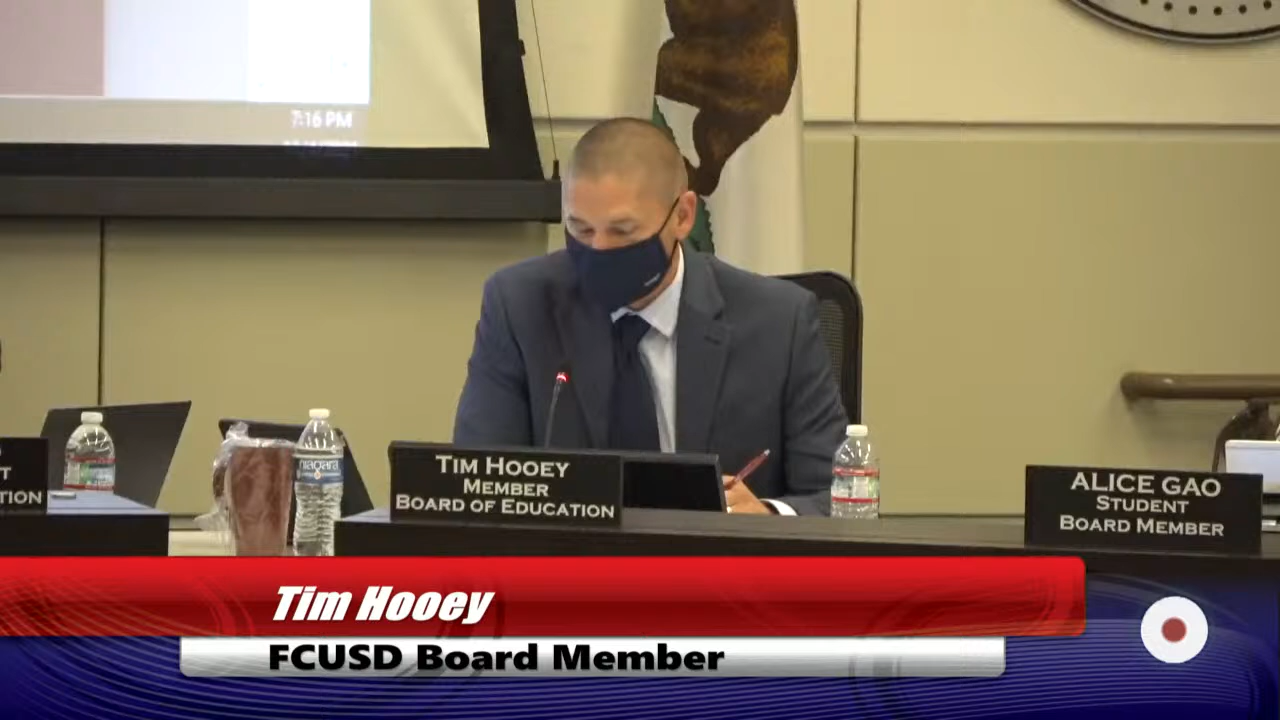 7:16 PM
TIM HOOEY
MEMBER
BOARD OF EDUCATION
niagara
ALICE GAO
STUDENT
BOARD MEMBER
Tim Hooey
FCUSD Board Member